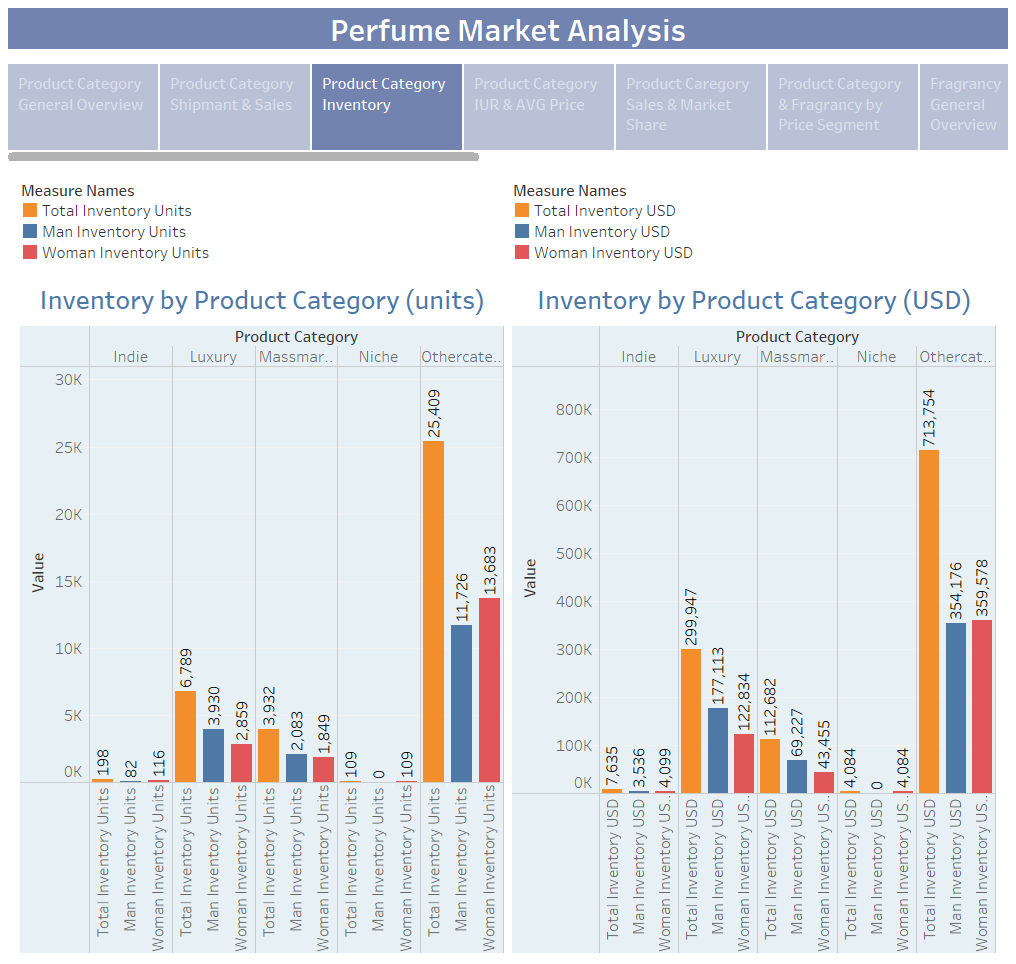 Perfume Market Analysis
Product Category
General Overview
Product Category
Shipmant & Sales
Product Category
Inventory
Product Category
IUR & AVG Price
Product Caregory
Sales & Market
Share
Product Category
& Fragrancy by
Price Segment
Fragrancy
General
Overview
Measure Names
Total Inventory Units
Man Inventory Units
Woman Inventory Units
Measure Names
Total Inventory USD
Man Inventory USD
Woman Inventory USD
Inventory by Product Category (units)
Product Category
Indie Luxury Massmar.. Niche Othercate..
30K
25K
20K
15K
10K
5K
0K
Value
198
82
116
6,789
3,930
2,859
3,932
2,083
1,849
109
0
109
25,409
11,726
13,683
Total Inventory Units
Man Inventory Units
Woman Inventory Units
Total Inventory Units
Man Inventory Units
Woman Inventory Units
Total Inventory Units
Man Inventory Units
Woman Inventory Units
Total Inventory Units
Man Inventory Units
Woman Inventory Units
Total Inventory Units
Man Inventory Units
Woman Inventory Units
Inventory by Product Category (USD)
Product Category
Indie Luxury Massmar.. Niche Othercat..
800K
700K
600K
500K
400K
300K
200K
100K
0K
Value
7,635
3,536
4,099
299,947
177,113
122,834
112,682
69,227
43,455
4,084
0
4,084
713,754
354,176
359,578
Total Inventory USD
Man Inventory USD
Woman Inventory US..
Total Inventory USD
Man Inventory USD
Woman Inventory US..
Total Inventory USD
Man Inventory USD
Woman Inventory US..
Total Inventory USD
Man Inventory USD
Woman Inventory US..
Total Inventory USD
Man Inventory USD
Woman Inventory US..